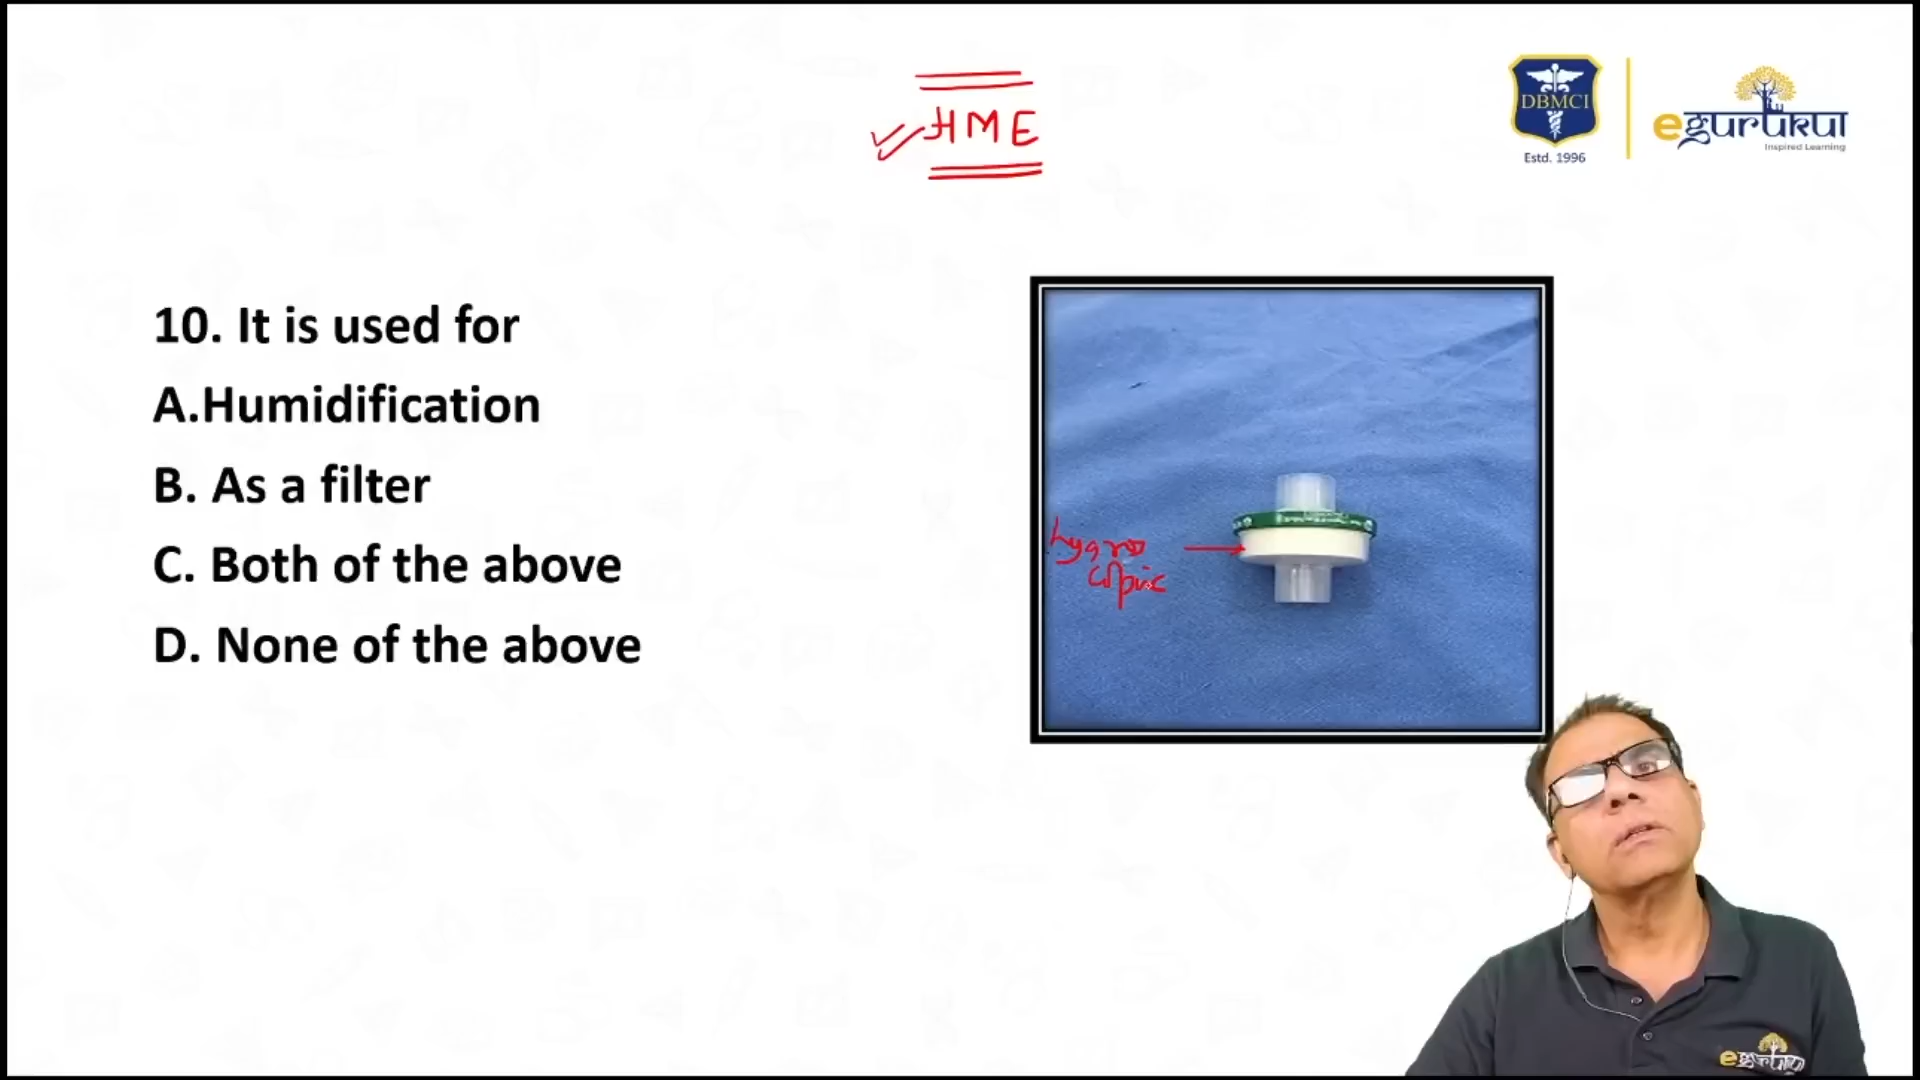 HME
DBMCI
Estd. 1996
egurukul
Inspired Learning
10. It is used for
A.Humidification
B. As a filter
C. Both of the above
D. None of the above
hygro
copic
egurukul